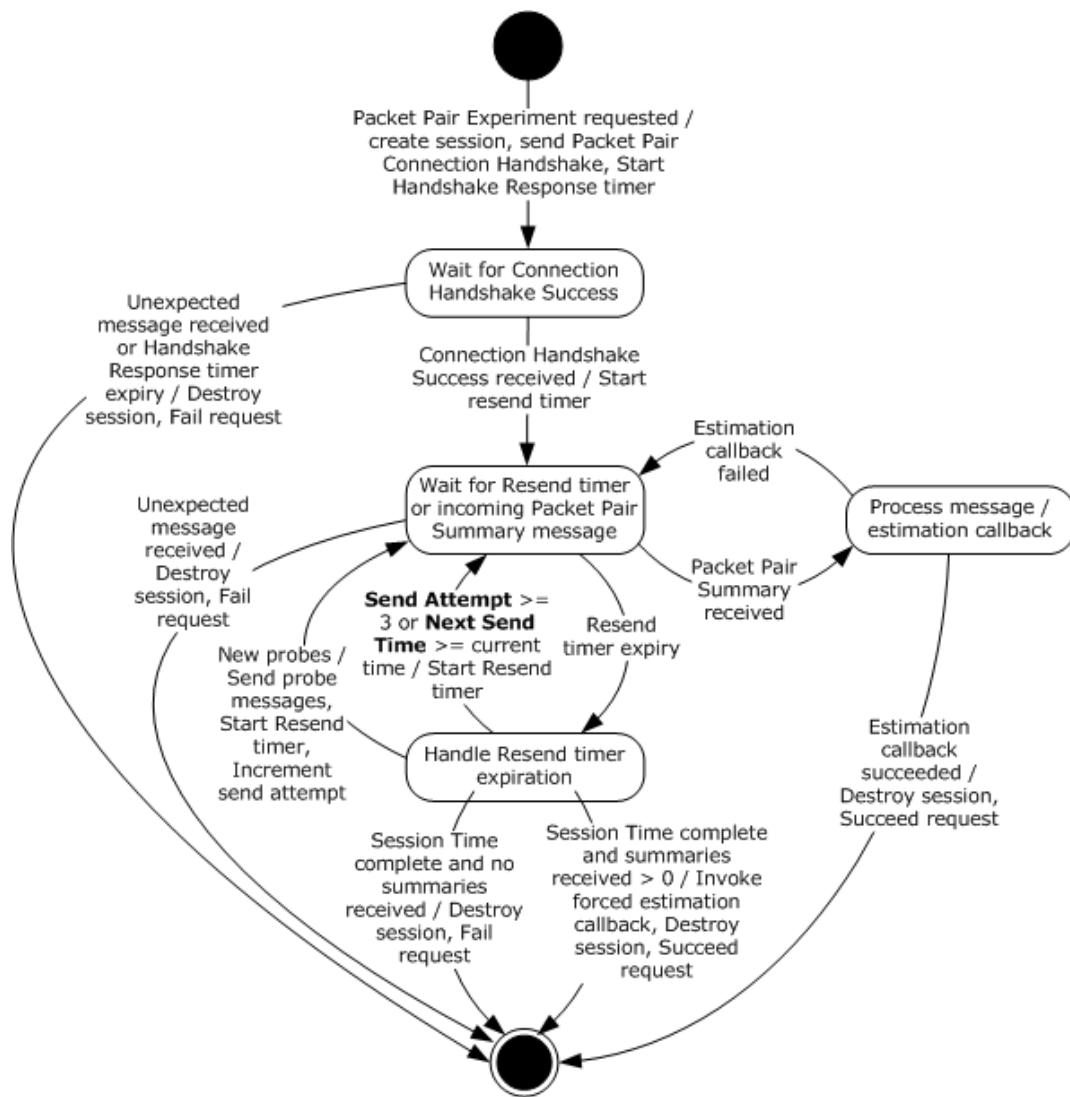 Packet Pair Experiment requested /
create session, send Packet Pair
Connection Handshake, Start
Handshake Response timer
Wait for Connection
Handshake Success
Unexpected
message received
or Handshake
Response timer
expiry / Destroy
session, Fail request
Connection Handshake
Success received / Start
resend timer
Estimation
callback
failed
Wait for Resend timer
or incoming Packet Pair
Summary message
Process message /
estimation callback
Unexpected
message
received /
Destroy
session, Fail
request
Packet Pair
Summary
received
Send Attempt >=
3 or Next Send
Time >= current
time / Start Resend
timer
Resend
timer expiry
New probes /
Send probe
messages,
Start Resend
timer,
Increment
send attempt
Handle Resend timer
expiration
Estimation
callback
succeeded /
Destroy session,
Succeed request
Session Time
complete and no
summaries
received / Destroy
session, Fail
request
Session Time complete
and summaries
received > 0 / Invoke
forced estimation
callback, Destroy
session, Succeed
request